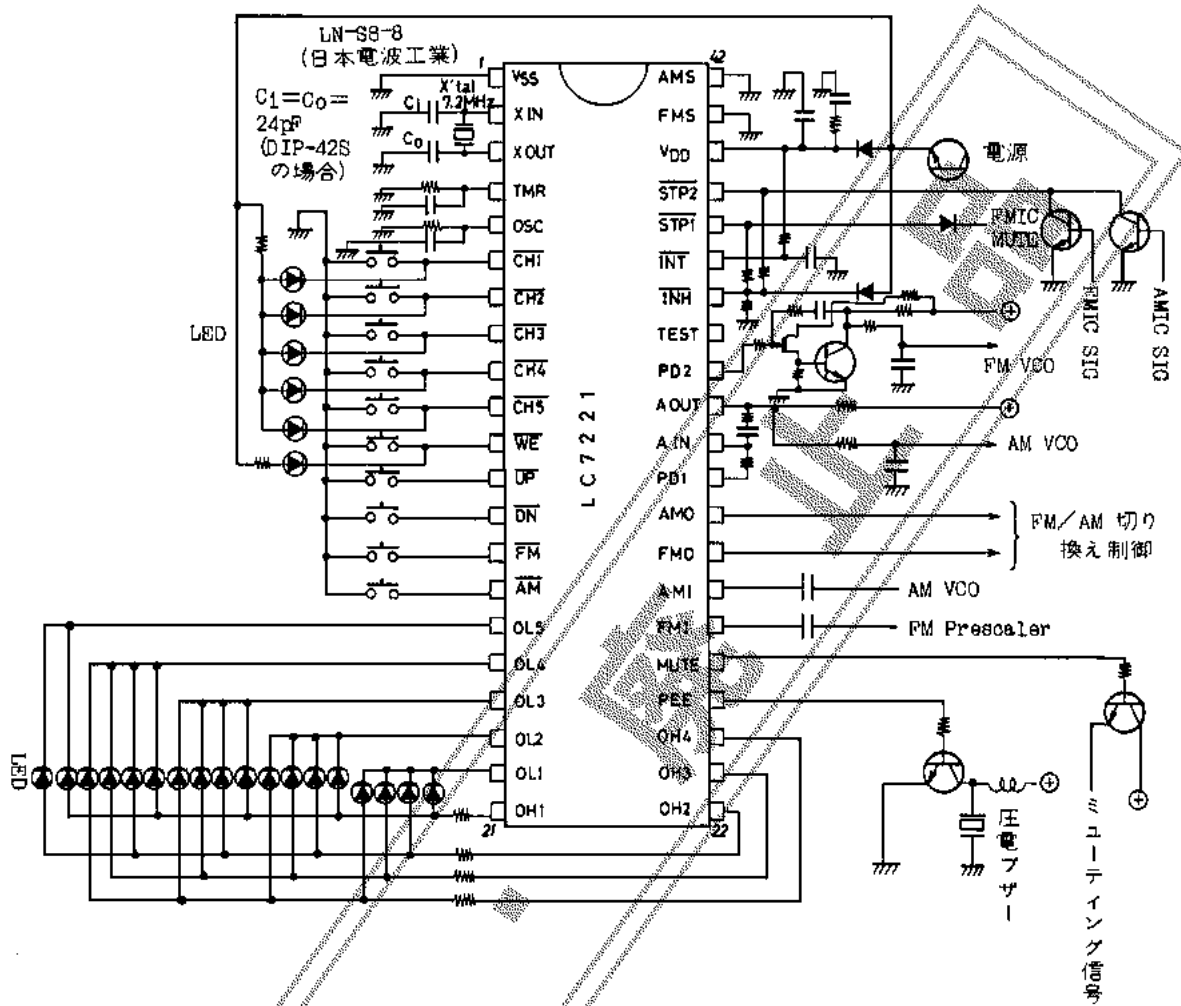 LN-S8-8
(日本電波工業)
C1=C0=
24pF
(DIP-42S
の場合)
X'tal
7.2MHz
Ci
Co
LC7221
1
VSS
XIN
XOUT
TMR
OSC
CH1
CH2
CH3
CH4
CH5
WE
UP
DN
FM
AM
OL5
OL4
OL3
OL2
OL1
OH1
21
42
AMS
FMS
VDD
STP2
STP1
INT
INH
TEST
PD2
AOUT
AIN
PD1
AMO
FMO
AMI
FMI
MUTE
PEE
OH4
OH3
OH2
22
LED
LED
電源
FMIC
MUTE
FMIC SIG
AMIC SIG
FM VCO
AM VCO
FM/AM 切り
換え制御
AM VCO
FM Prescaler
圧電ブザー
ミューティング信号